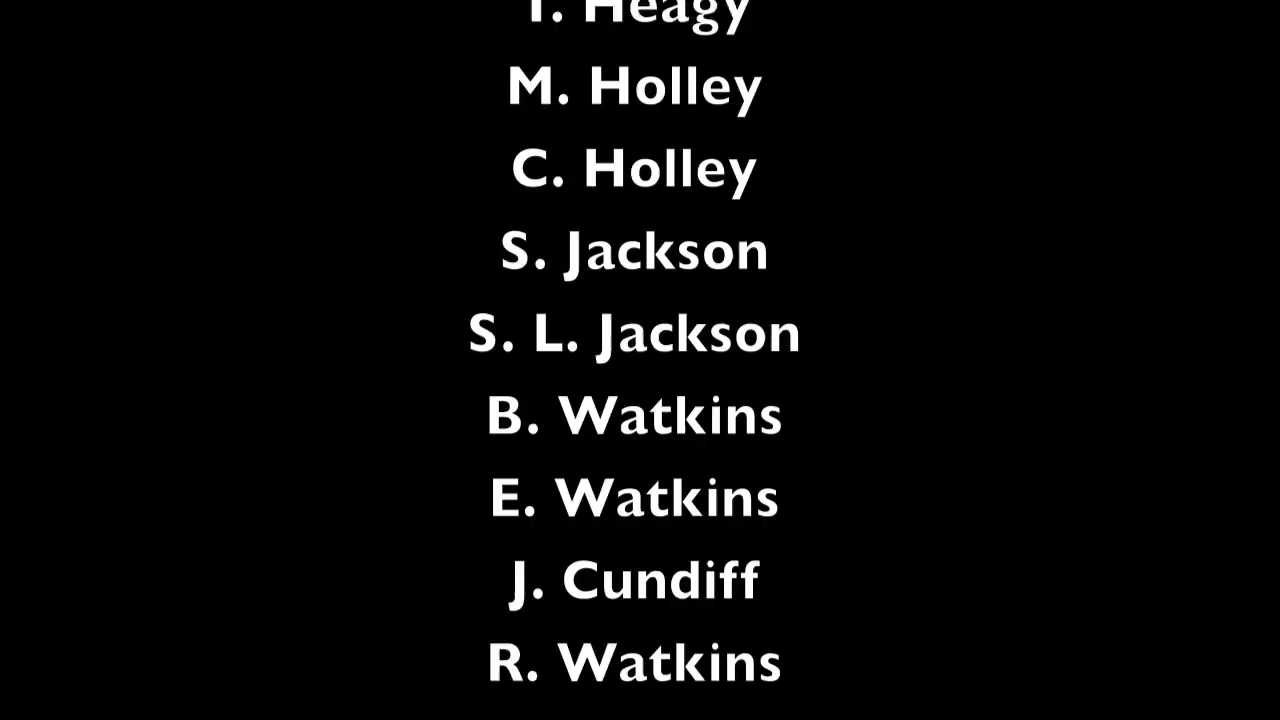 Heagy
M. Holley
C. Holley
S. Jackson
S. L. Jackson
B. Watkins
E. Watkins
J. Cundiff
R. Watkins